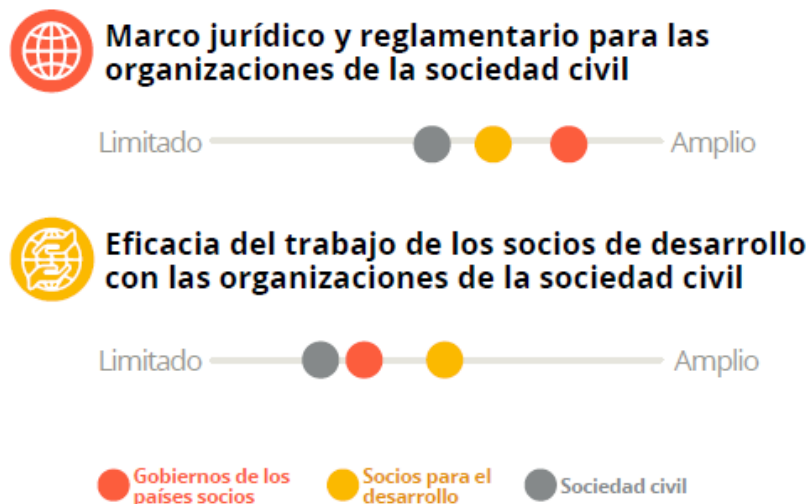 Marco jurídico y reglamentario para las
organizaciones de la sociedad civil
Limitado
Amplio
Eficacia del trabajo de los socios de desarrollo
con las organizaciones de la sociedad civil
Limitado
Amplio
Gobiernos de los
países socios
Socios para el
desarrollo
Sociedad civil